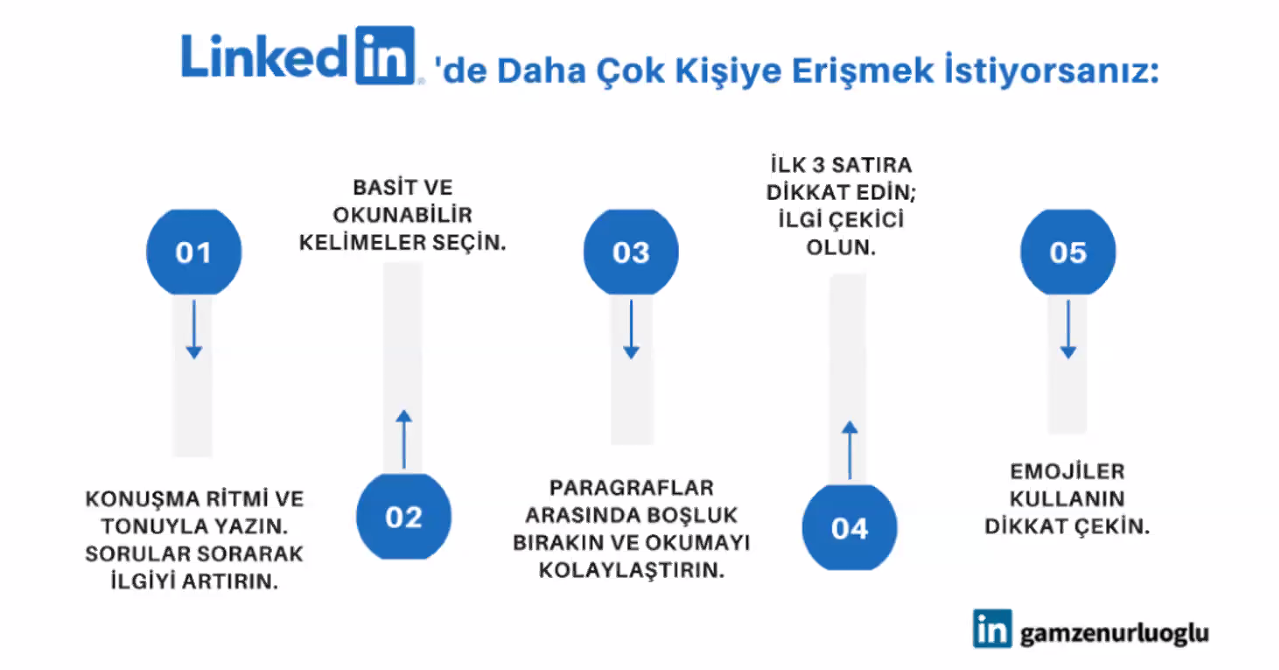 Linkedin 'de Daha Çok Kişiye Erişmek İstiyorsanız:
01
KONUŞMA RİTMİ VE
TONUYLA YAZIN.
SORULAR SORARAK
İLGİYİ ARTIRIN.
BASİT VE
OKUNABİLİR
KELİMELER SEÇİN.
02
03
PARAGRAFLAR
ARASINDA BOŞLUK
BIRAKIN VE OKUMAYI
KOLAYLAŞTIRIN.
İLK 3 SATIRA
DİKKAT EDİN;
İLGİ ÇEKİCİ
OLUN.
04
05
EMOJİLER
KULLANIN
DİKKAT ÇEKİN.
in gamzenurluoglu